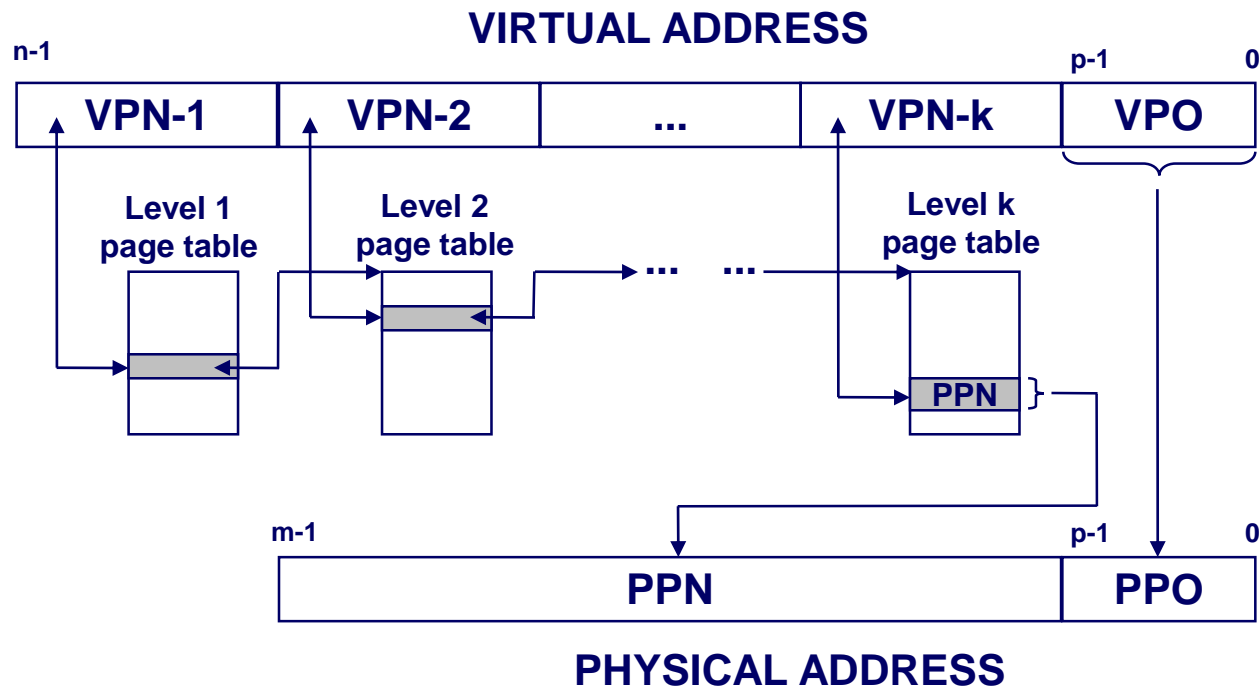 VIRTUAL ADDRESS
n-1
p-1
0
VPN-1
VPN-2
...
VPN-k
VPO
Level 1
page table
Level 2
page table
Level k
page table
... ...
PPN
m-1
p-1
0
PPN
PPO
PHYSICAL ADDRESS